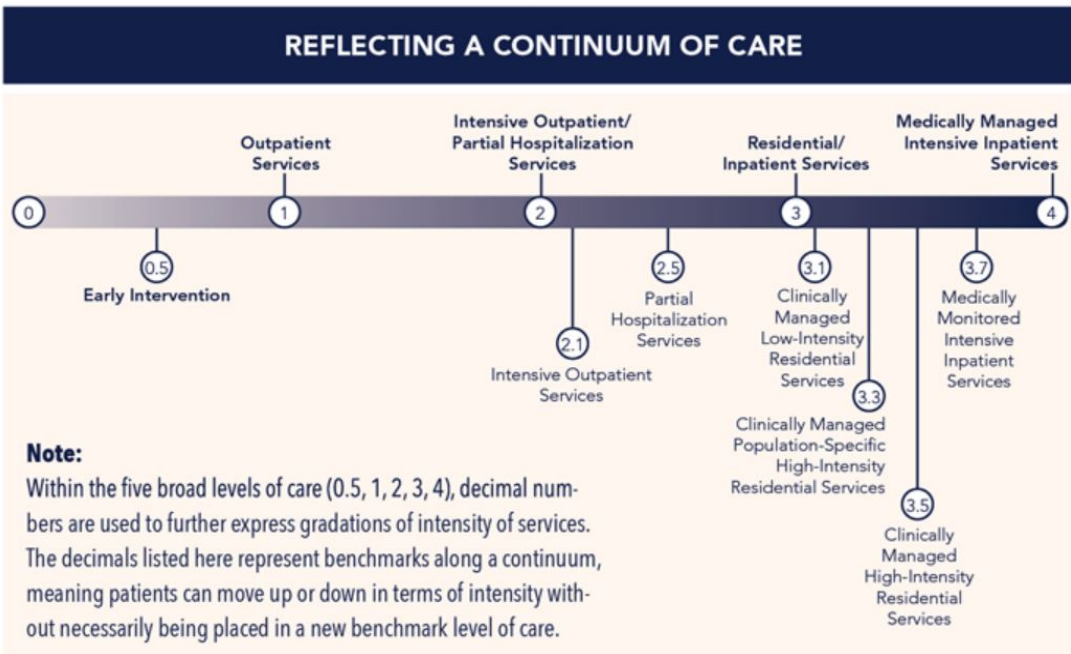 REFLECTING A CONTINUUM OF CARE
Outpatient
Services
Intensive Outpatient/
Partial Hospitalization
Services
Residential/
Inpatient Services
Medically Managed
Intensive Inpatient
Services
0
1
2
3
4
0.5
Early Intervention
2.1
Intensive Outpatient
Services
2.5
Partial
Hospitalization
Services
3.1
Clinically
Managed
Low-Intensity
Residential
Services
3.3
Clinically Managed
Population-Specific
High-Intensity
Residential Services
3.5
Clinically
Managed
High-Intensity
Residential
Services
3.7
Medically
Monitored
Intensive
Inpatient
Services
Note:
Within the five broad levels of care (0.5, 1, 2, 3, 4), decimal num-
bers are used to further express gradations of intensity of services.
The decimals listed here represent benchmarks along a continuum,
meaning patients can move up or down in terms of intensity with-
out necessarily being placed in a new benchmark level of care.